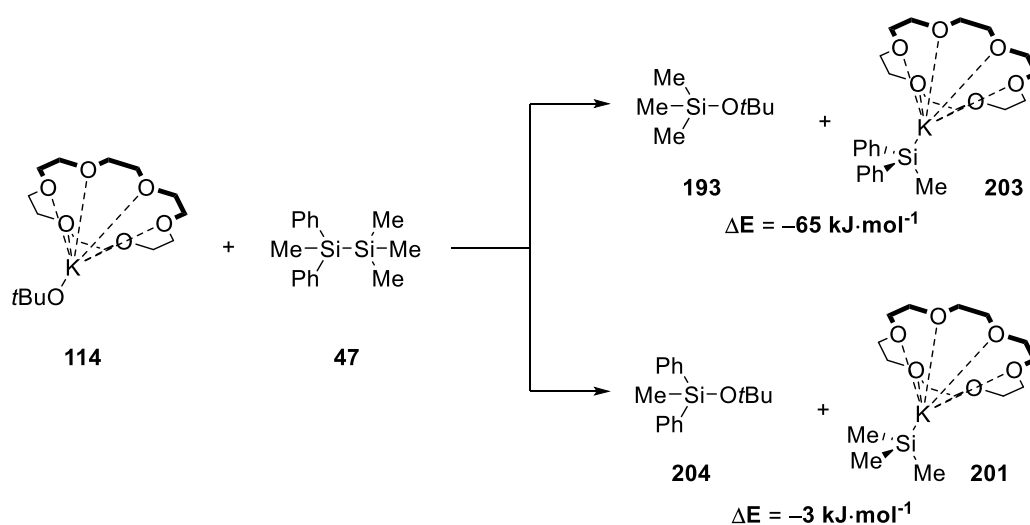 O
O
O
O
O
O
K
tBuO
114
+
Ph
Me
Me Si Si Me
Ph
Me
47
Me
Me Si OtBu
Me
193
+
O
O
O
O
O
O
K
Ph
Si
Ph
Me
203
ΔE = –65 kJ·mol-1
Ph
Me Si OtBu
Ph
204
+
O
O
O
O
O
O
K
Me
Si
Me
Me
201
ΔE = –3 kJ·mol-1